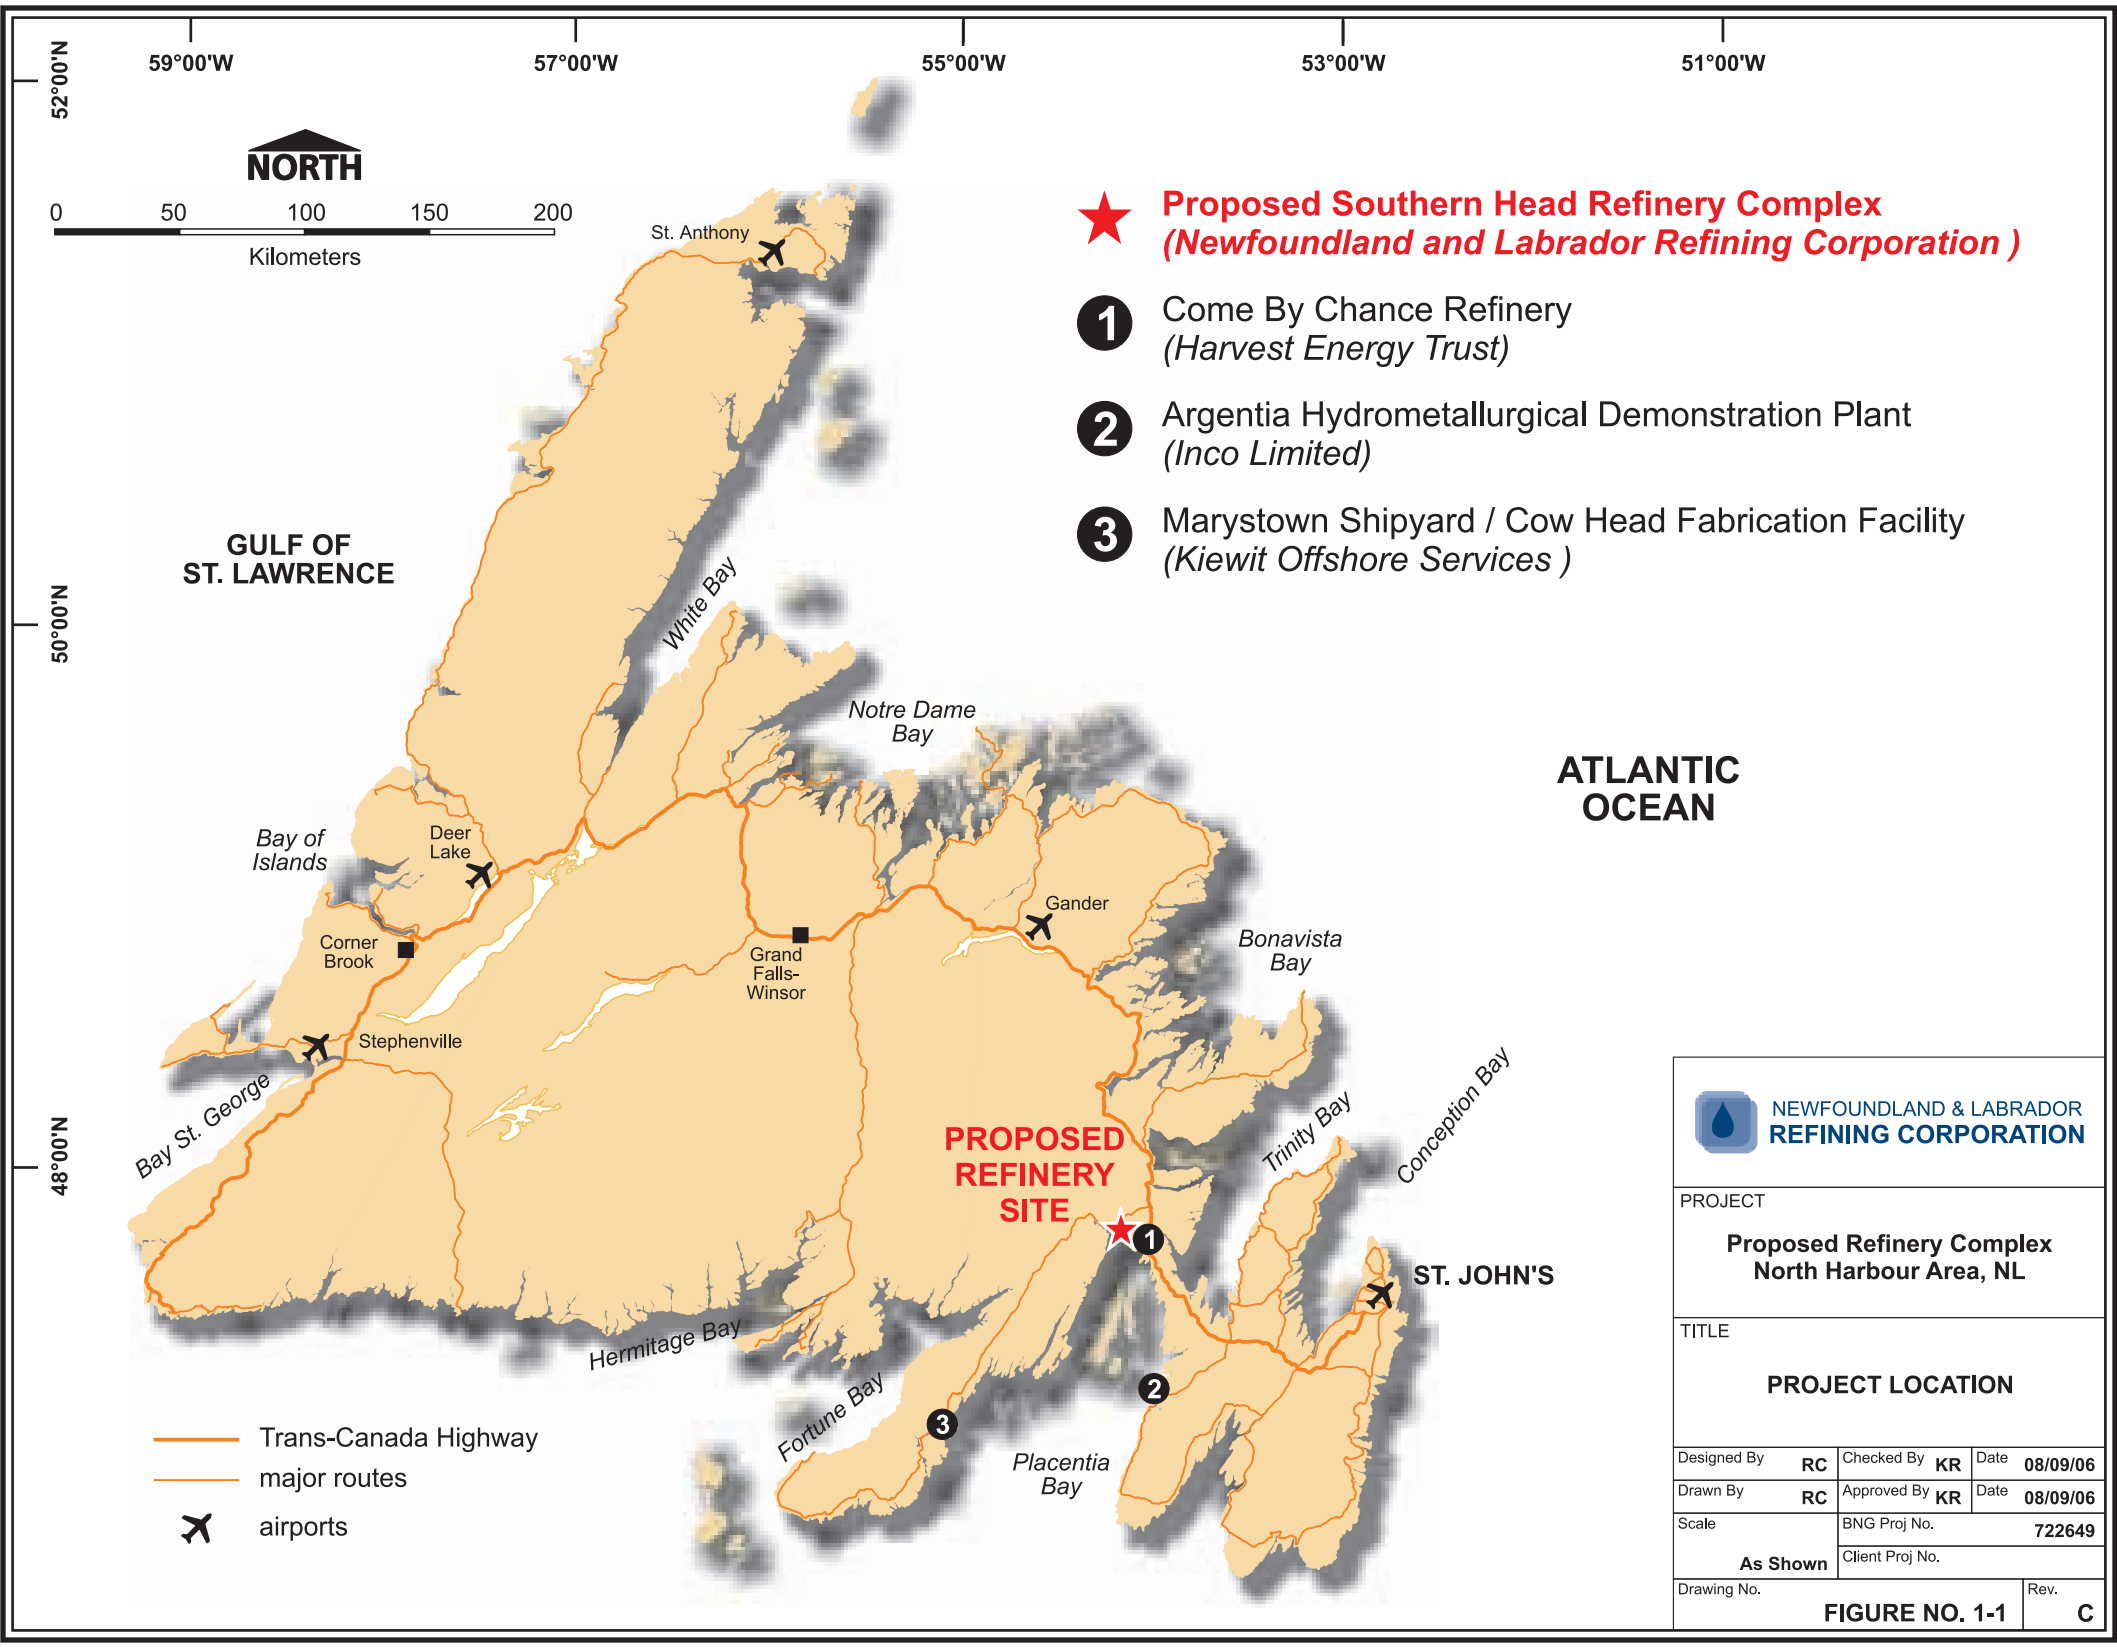 59°00'W
57°00'W
55°00'W
53°00'W
51°00'W
52°00'N
50°00'N
48°00'N
NORTH
0 50 100 150 200
Kilometers
Proposed Southern Head Refinery Complex
(Newfoundland and Labrador Refining Corporation )
1 Come By Chance Refinery
(Harvest Energy Trust)
2 Argentia Hydrometallurgical Demonstration Plant
(Inco Limited)
3 Marystown Shipyard / Cow Head Fabrication Facility
(Kiewit Offshore Services )
St. Anthony
GULF OF
ST. LAWRENCE
White Bay
Notre Dame
Bay
ATLANTIC
OCEAN
Bay of
Islands
Deer
Lake
Gander
Corner
Brook
Grand
Falls-
Winsor
Bonavista
Bay
Stephenville
Bay St. George
Trinity Bay
Conception Bay
PROPOSED
REFINERY
SITE
1
ST. JOHN'S
Hermitage Bay
2
3
Fortune Bay
Placentia
Bay
Trans-Canada Highway
major routes
airports
NEWFOUNDLAND & LABRADOR
REFINING CORPORATION
PROJECT
Proposed Refinery Complex
North Harbour Area, NL
TITLE
PROJECT LOCATION
Designed By RC Checked By KR Date 08/09/06
Drawn By RC Approved By KR Date 08/09/06
Scale As Shown
BNG Proj No. 722649
Client Proj No.
Drawing No. FIGURE NO. 1-1
Rev. C